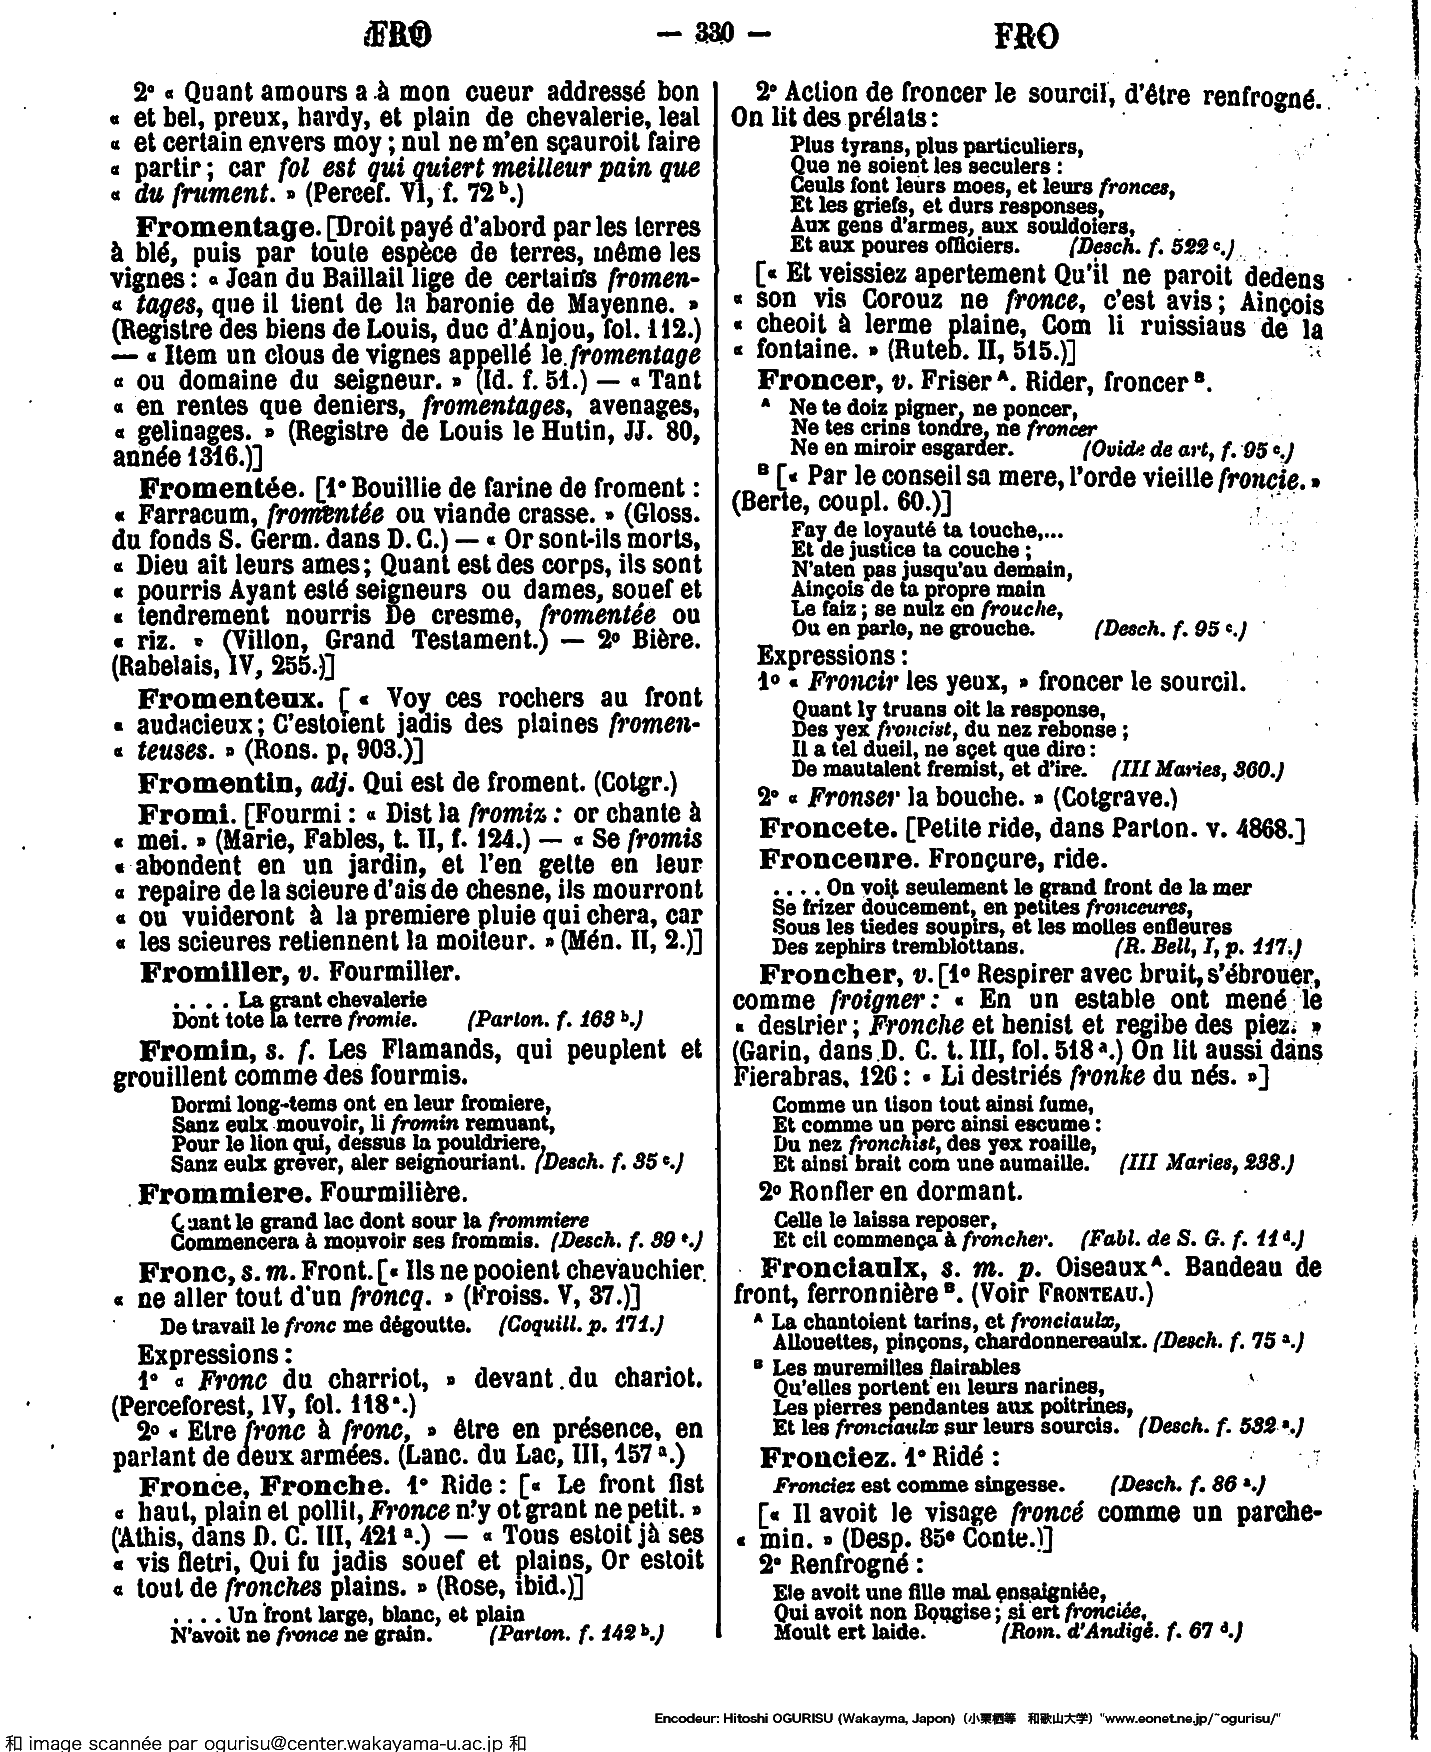 FRO
— 330 —
FRO
2° « Quant amours a à mon cueur addressé bon
« et bel, preux, hardy, et plain de chevalerie, leal
« et certain envers moy ; nul ne m'en sçauroit faire
« partir ; car fol est qui quiert meilleur pain que
« du frument. » (Percef. VI, f. 72 b.)
Fromentage. [Droit payé d'abord par les terres
à blé, puis par toute espèce de terres, même les
vignes : « Jean du Baillail lige de certains fromen-
« tages, que il tient de la baronie de Mayenne. »
(Registre des biens de Louis, duc d'Anjou, fol. 112.)
— « Item un clous de vignes appellé le fromentage
« ou domaine du seigneur. » (Id. f. 51.) — « Tant
« en rentes que deniers, fromentages, avenages,
« gelinages. » (Registre de Louis le Hutin, JJ. 80,
année 1316.)]
Fromentée. [1° Bouillie de farine de froment :
« Farracum, fromentée ou viande crasse. » (Gloss.
du fonds S. Germ. dans D. C.) — « Or sont-ils morts,
« Dieu ait leurs ames ; Quant est des corps, ils sont
« pourris Ayant esté seigneurs ou dames, souef et
« tendrement nourris De cresme, fromentée ou
« riz. » (Villon, Grand Testament.) — 2° Bière.
(Rabelais, IV, 255.)]
Fromenteux. [ « Voy ces rochers au front
« audacieux ; C'estoient jadis des plaines fromen-
« teuses. » (Rons. p, 903.)]
Fromentin, adj. Qui est de froment. (Cotgr.)
Fromi. [Fourmi : « Dist la fromiz : or chante à
« mei. » (Marie, Fables, t. II, f. 124.) — « Se fromis
« abondent en un jardin, et l'en gette en leur
« repaire de la scieure d'ais de chesne, ils mourront
« ou vuideront à la premiere pluie qui chera, car
« les scieures retiennent la moiteur. » (Mén. II, 2.)]
Fromiller, v. Fourmiller.
. . . . La grant chevalerie
Dont tote la terre fromie. (Parton. f. 163 b.)
Fromin, s. f. Les Flamands, qui peuplent et
grouillent comme des fourmis.
Dormi long-tems ont en leur fromiere,
Sanz eulx mouvoir, li fromin remuant,
Pour le lion qui, dessus la pouldriere,
Sanz eulx grever, aler seignouriant. (Desch. f. 35 c.)
Frommiere. Fourmilière.
Quant le grand lac dont sour la frommiere
Commencera à mouvoir ses frommis. (Desch. f. 39 c.)
Fronc, s. m. Front. [« Ils ne pooient chevauchier
« ne aller tout d'un froncq. » (Froiss. V, 37.)]
De travail le fronc me dégoutte. (Coquill. p. 171.)
Expressions :
1° « Fronc du charriot, » devant du chariot.
(Perceforest, IV, fol. 118 a.)
2° « Etre fronc à fronc, » être en présence, en
parlant de deux armées. (Lanc. du Lac, III, 157 a.)
Fronce, Fronche. 1° Ride : [« Le front fist
« haut, plain et pollit, Fronce n'y ot grant ne petit. »
(Athis, dans D. C. III, 421 a.) — « Tous estoit jà ses
« vis fletri, Qui fu jadis souef et plains, Or estoit
« tout de fronches plains. » (Rose, ibid.)]
. . . . Un front large, blanc, et plain
N'avoit ne fronce ne grain. (Parton. f. 142 b.)
2° Action de froncer le sourcil, d'être renfrogné.
On lit des prélats :
Plus tyrans, plus particuliers,
Que ne soient les seculers :
Ceuls font leurs moes, et leurs fronces,
Et les griefs, et durs responses,
Aux gens d'armes, aux souldoiers,
Et aux poures officiers. (Desch. f. 522 c.)
[« Et veissiez apertement Qu'il ne paroit dedens
« son vis Corouz ne fronce, c'est avis ; Ainçois
« cheoit à lerme plaine, Com li ruissiaus de la
« fontaine. » (Ruteb. II, 515.)]
Froncer, v. Friser A. Rider, froncer B.
A Ne te doiz pigner, ne poncer,
Ne tes crins tondre, ne froncer
Ne en miroir esgarder. (Ovide de art, f. 95 c.)
B [« Par le conseil sa mere, l'orde vieille froncie. »
(Berte, coupl. 60.)]
Fay de loyauté ta touche,...
Et de justice ta couche ;
N'aten pas jusqu'au demain,
Ainçois de ta propre main
Le faiz ; se nulz en frouche,
Ou en parle, ne grouche. (Desch. f. 95 c.)
Expressions :
1° « Froncir les yeux, » froncer le sourcil.
Quant ly truans oit la response,
Des yex froncist, du nez rebonse ;
Il a tel dueil, ne sçet que dire :
De mautalent fremist, et d'ire. (III Maries, 360.)
2° « Fronser la bouche. » (Cotgrave.)
Froncete. [Petite ride, dans Parton. v. 4868.]
Fronceure. Fronçure, ride.
. . . . On voit seulement le grand front de la mer
Se frizer doucement, en petites fronceures,
Sous les tiedes soupirs, et les molles enfleures
Des zephirs tremblottans. (R. Bell, I, p. 117.)
Froncher, v. [1° Respirer avec bruit, s'ébrouer,
comme froigner : « En un estable ont mené le
« destrier ; Fronche et henist et regibe des piez. »
(Garin, dans D. C. t. III, fol. 518 a.) On lit aussi dans
Fierabras, 126 : « Li destriés fronke du nés. »]
Comme un tison tout ainsi fume,
Et comme un perc ainsi escume :
Du nez fronchist, des yex roaille,
Et ainsi brait com une aumaille. (III Maries, 238.)
2° Ronfler en dormant.
Celle le laissa reposer,
Et cil commença à froncher. (Fabl. de S. G. f. 11 d.)
Fronciaulx, s. m. p. Oiseaux A. Bandeau de
front, ferronnière B. (Voir FRONTEAU.)
A La chantoient tarins, et fronciaulx,
Allouettes, pinçons, chardonnereaulx. (Desch. f. 75 a.)
B Les muremilles flairables
Qu'elles portent en leurs narines,
Les pierres pendantes aux poitrines,
Et les fronciaulx sur leurs sourcis. (Desch. f. 532 a.)
Fronciez. 1° Ridé :
Fronciez est comme singesse. (Desch. f. 86 a.)
[« Il avoit le visage froncé comme un parche-
« min. » (Desp. 85e Conte.)]
2° Renfrogné :
Ele avoit une fille mal ensaigniée,
Qui avoit non Bougise ; si ert fronciée,
Moult ert laide. (Rom. d'Andigé. f. 67 d.)
Encodeur: Hitoshi OGURISU (Wakayma, Japon) (小栗栖等 和歌山大学) "www.eonet.ne.jp/~ogurisu/"
和 image scannée par ogurisu@center.wakayama-u.ac.jp 和